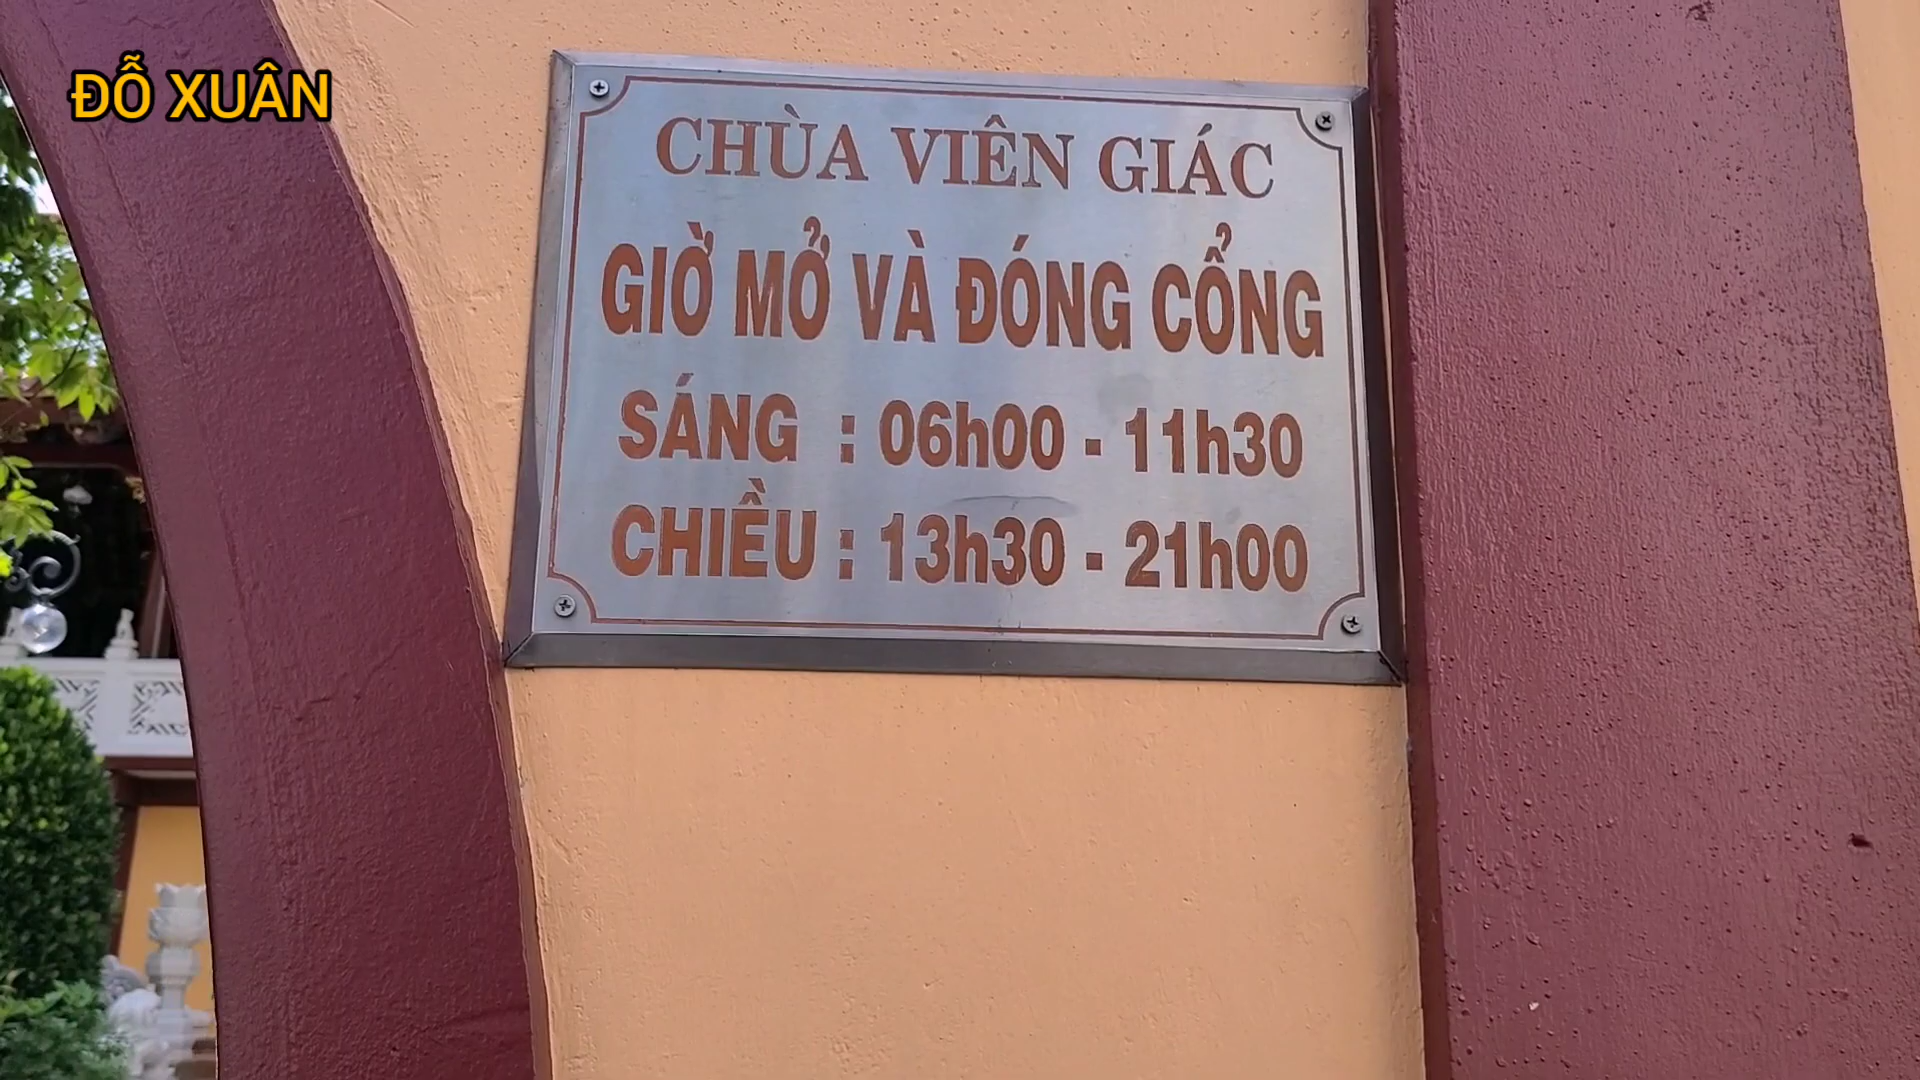 ĐỖ XUÂN
CHÙA VIÊN GIÁC
GIỜ MỞ VÀ ĐÓNG CỔNG
SÁNG : 06h00 - 11h30
CHIỀU : 13h30 - 21h00